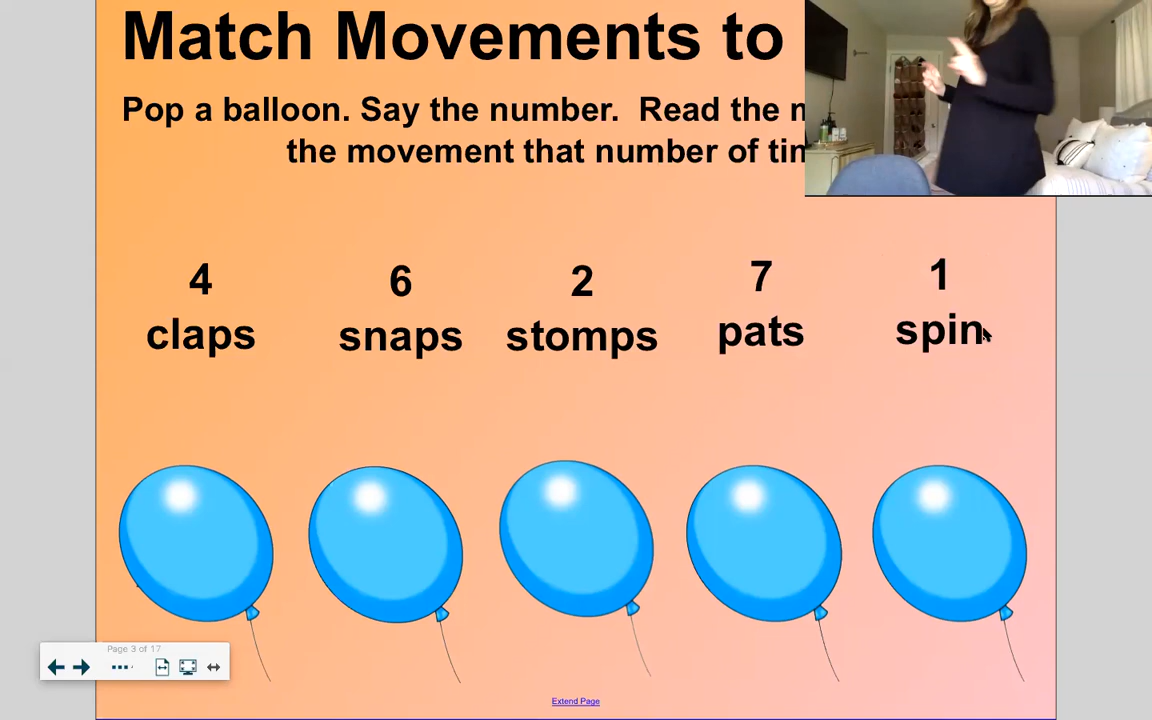 Match Movements to
Pop a balloon. Say the number. Read the
the movement that number of
4
claps
6
snaps
2
stomps
7
pats
1
spin
Page 3 of 17
Extend Page